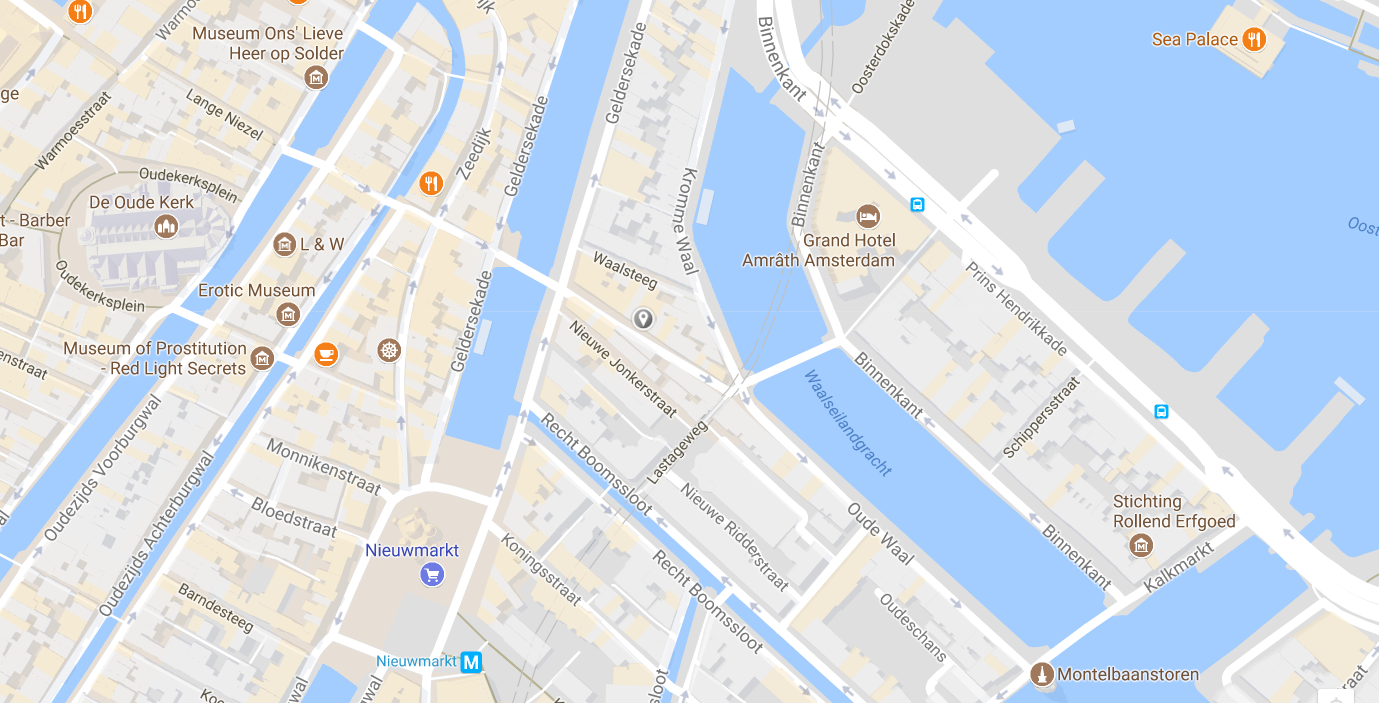 Museum Ons' Lieve
Heer op Solder
Warmoesstraat
Lange Niezel
Warmoesstraat
Zeedijk
Geldersekade
Geldersekade
Geldersekade
Kromme Waal
Binnenkant
Oosterdokskade
Sea Palace
Binnenkant
Oudekerksplein
De Oude Kerk
t - Barber
Bar
L & W
Oudekerksplein
Erotic Museum
Museum of Prostitution
- Red Light Secrets
Waalsteeg
Grand Hotel
Amrâth Amsterdam
Prins Hendrikkade
Nieuwe Jonkerstraat
Binnenkant
Waalseilandgracht
Schippersstraat
Recht Boomssloot
Lastageweg
Oudezijds Voorburgwal
Monnikenstraat
Oudezijds Achterburgwal
Bloedstraat
Nieuwe Ridderstraat
Oude Waal
Stichting
Rollend Erfgoed
Binnenkant
Kalkmarkt
Nieuwmarkt
Koningsstraat
Recht Boomssloot
Barndesteeg
Oudeschans
Nieuwmarkt
M
Montelbaanstoren